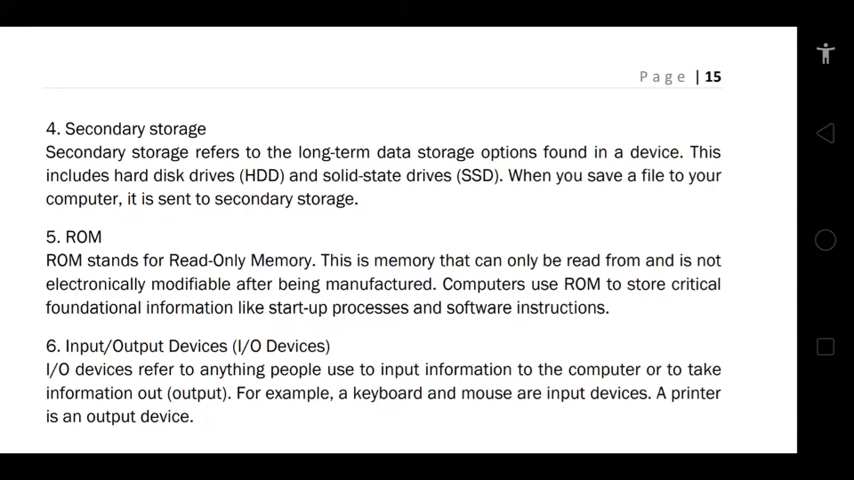 Page | 15
4. Secondary storage
Secondary storage refers to the long-term data storage options found in a device. This
includes hard disk drives (HDD) and solid-state drives (SSD). When you save a file to your
computer, it is sent to secondary storage.
5. ROM
ROM stands for Read-Only Memory. This is memory that can only be read from and is not
electronically modifiable after being manufactured. Computers use ROM to store critical
foundational information like start-up processes and software instructions.
6. Input/Output Devices (I/O Devices)
I/O devices refer to anything people use to input information to the computer or to take
information out (output). For example, a keyboard and mouse are input devices. A printer
is an output device.